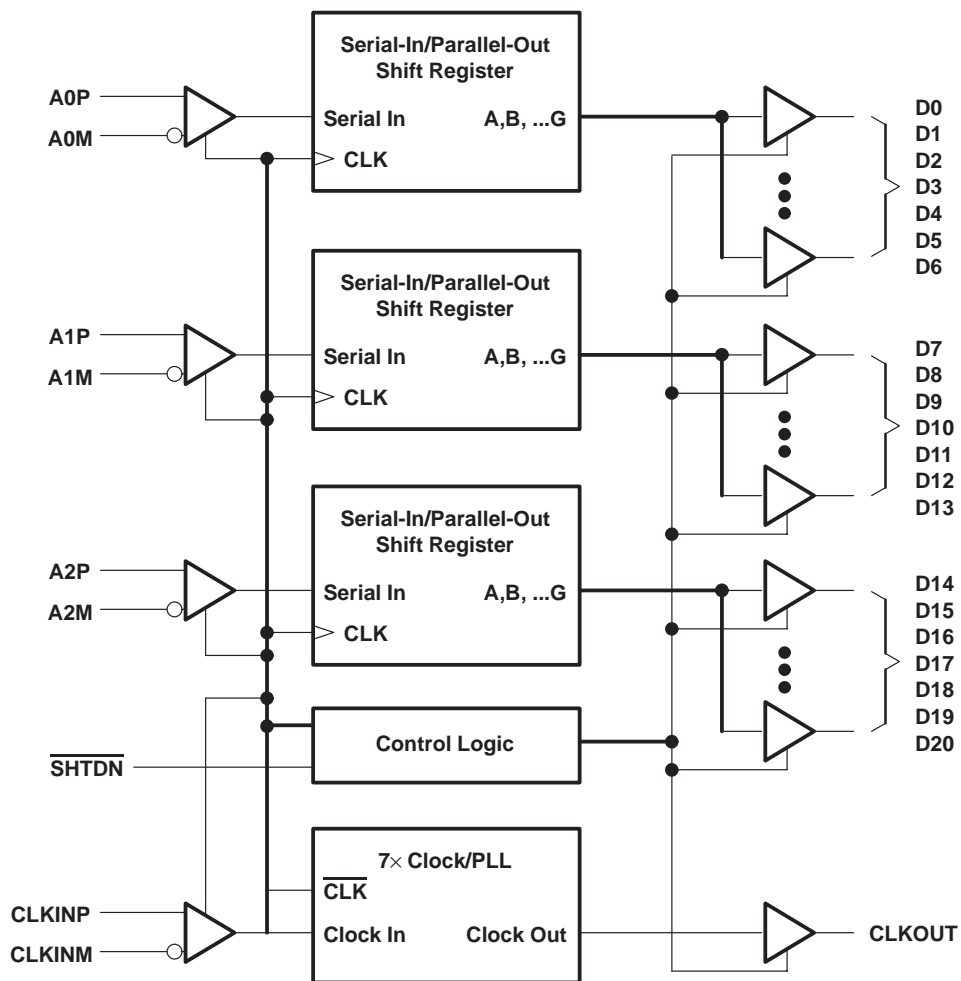 Serial-In/Parallel-Out
Shift Register
A0P
A0M
Serial In A,B, ...G
CLK
D0
D1
D2
D3
D4
D5
D6
Serial-In/Parallel-Out
Shift Register
A1P
A1M
Serial In A,B, ...G
CLK
D7
D8
D9
D10
D11
D12
D13
Serial-In/Parallel-Out
Shift Register
A2P
A2M
Serial In A,B, ...G
CLK
D14
D15
D16
D17
D18
D19
D20
Control Logic
SHTDN
7× Clock/PLL
CLK
CLKINP
CLKINM
Clock In Clock Out
CLKOUT